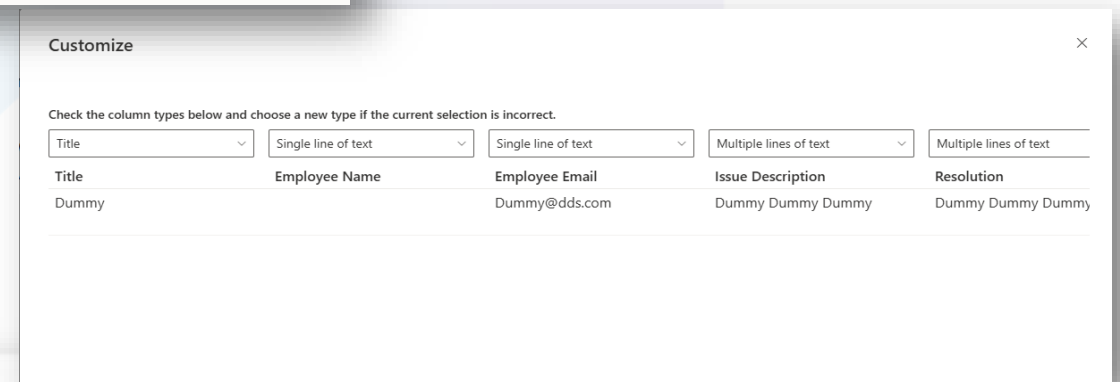 Customize
Check the column types below and choose a new type if the current selection is incorrect.
Title Single line of text Single line of text Multiple lines of text Multiple lines of text
Title Employee Name Employee Email Issue Description Resolution
Dummy Dummy@dds.com Dummy Dummy Dummy Dummy Dummy Dummy